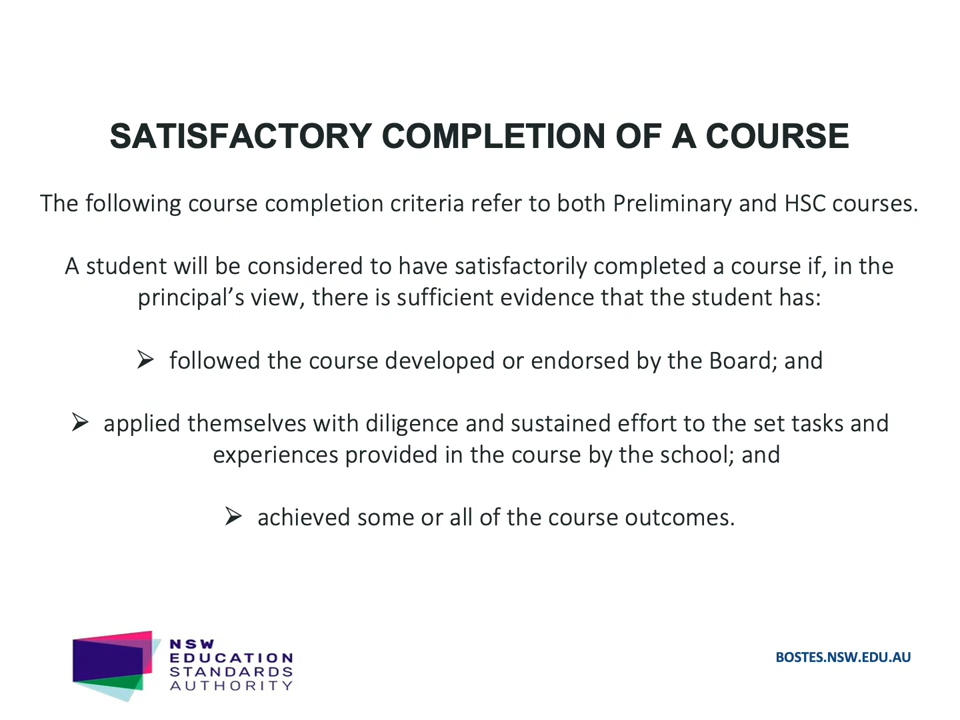 SATISFACTORY COMPLETION OF A COURSE
The following course completion criteria refer to both Preliminary and HSC courses.
A student will be considered to have satisfactorily completed a course if, in the
principal's view, there is sufficient evidence that the student has:
➢ followed the course developed or endorsed by the Board; and
➢ applied themselves with diligence and sustained effort to the set tasks and
experiences provided in the course by the school; and
➢ achieved some or all of the course outcomes.
NSW
EDUCATION
STANDARDS
AUTHORITY
BOSTES.NSW.EDU.AU